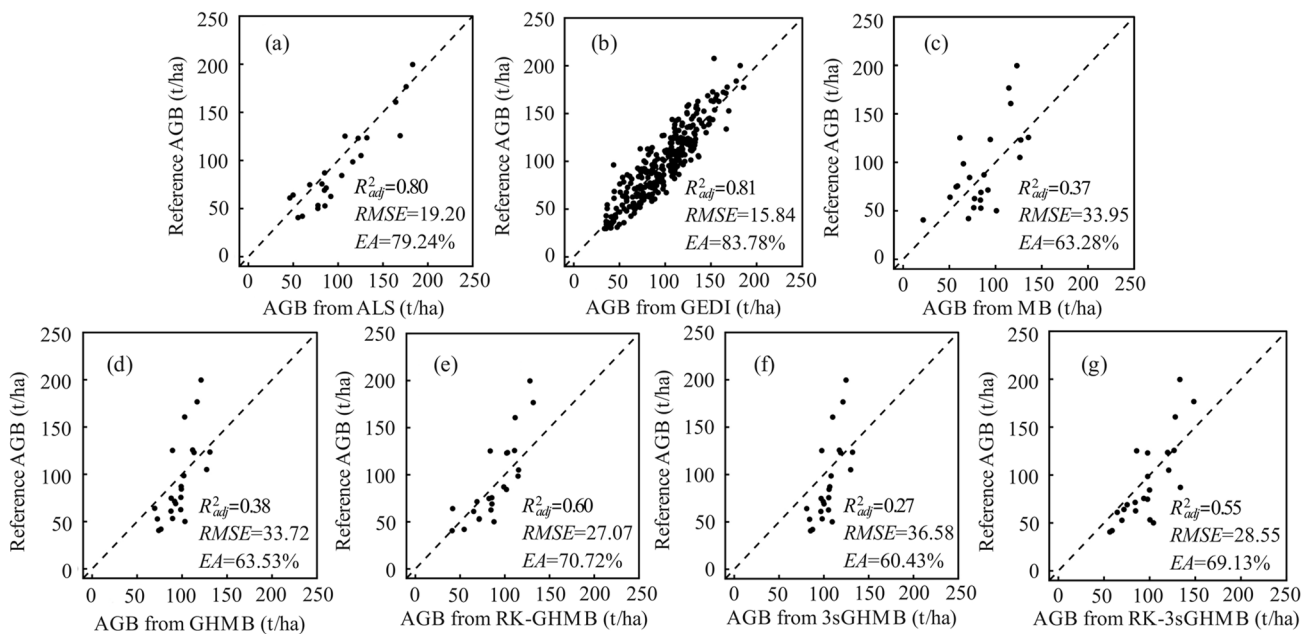 (a)
Reference AGB (t/ha)
250
200
150
100
50
0
R²adj=0.80
RMSE=19.20
EA=79.24%
0 50 100 150 200 250
AGB from ALS (t/ha)
(b)
Reference AGB (t/ha)
250
200
150
100
50
0
R²adj=0.81
RMSE=15.84
EA=83.78%
0 50 100 150 200 250
AGB from GEDI (t/ha)
(c)
Reference AGB (t/ha)
250
200
150
100
50
0
R²adj=0.37
RMSE=33.95
EA=63.28%
0 50 100 150 200 250
AGB from MB (t/ha)
(d)
Reference AGB (t/ha)
250
200
150
100
50
0
R²adj=0.38
RMSE=33.72
EA=63.53%
0 50 100 150 200 250
AGB from GHMB (t/ha)
(e)
Reference AGB (t/ha)
250
200
150
100
50
0
R²adj=0.60
RMSE=27.07
EA=70.72%
0 50 100 150 200 250
AGB from RK-GHMB (t/ha)
(f)
Reference AGB (t/ha)
250
200
150
100
50
0
R²adj=0.27
RMSE=36.58
EA=60.43%
0 50 100 150 200 250
AGB from 3sGHMB (t/ha)
(g)
Reference AGB (t/ha)
250
200
150
100
50
0
R²adj=0.55
RMSE=28.55
EA=69.13%
0 50 100 150 200 250
AGB from RK-3sGHMB (t/ha)